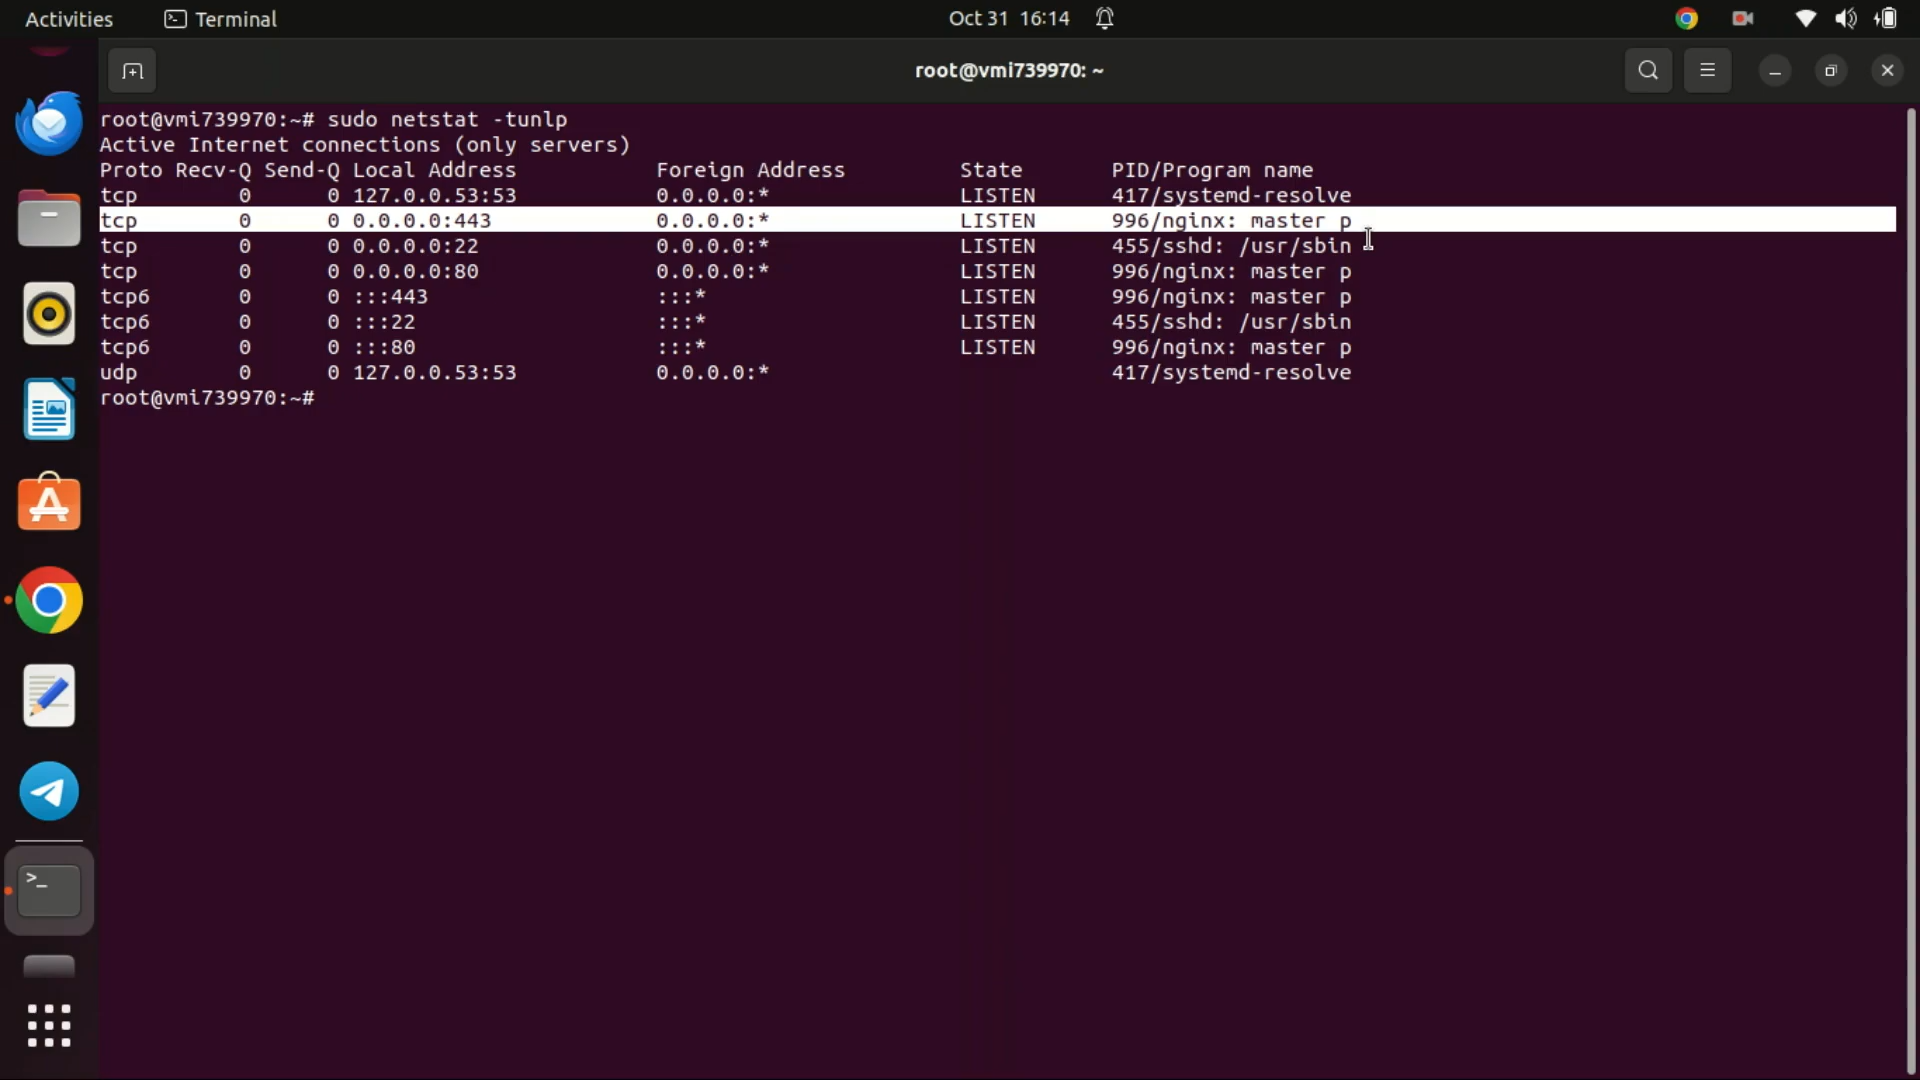 Activities Terminal Oct 31 16:14
root@vmi739970: ~
root@vmi739970:~# sudo netstat -tunlp
Active Internet connections (only servers)
Proto Recv-Q Send-Q Local Address Foreign Address State PID/Program name
tcp 0 0 127.0.0.53:53 0.0.0.0:* LISTEN 417/systemd-resolve
tcp 0 0 0.0.0.0:443 0.0.0.0:* LISTEN 996/nginx: master p
tcp 0 0 0.0.0.0:22 0.0.0.0:* LISTEN 455/sshd: /usr/sbin
tcp 0 0 0.0.0.0:80 0.0.0.0:* LISTEN 996/nginx: master p
tcp6 0 0 :::443 :::* LISTEN 996/nginx: master p
tcp6 0 0 :::22 :::* LISTEN 455/sshd: /usr/sbin
tcp6 0 0 :::80 :::* LISTEN 996/nginx: master p
udp 0 0 127.0.0.53:53 0.0.0.0:* 417/systemd-resolve
root@vmi739970:~#